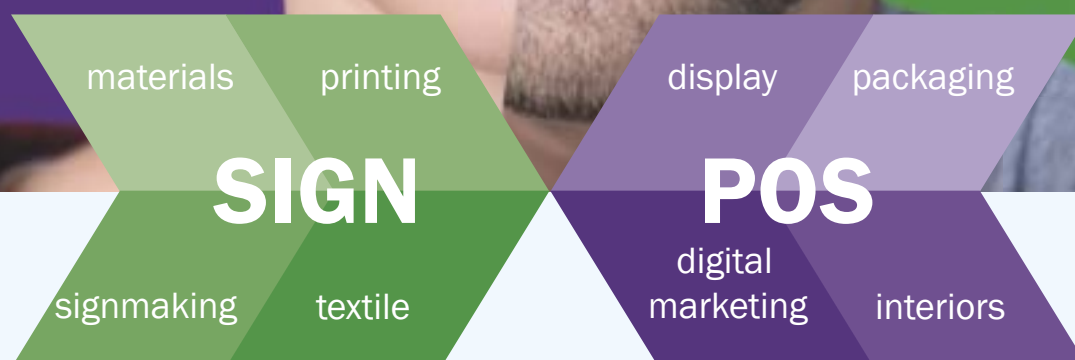 materials printing
SIGN
signmaking textile
display packaging
POS
digital
marketing interiors